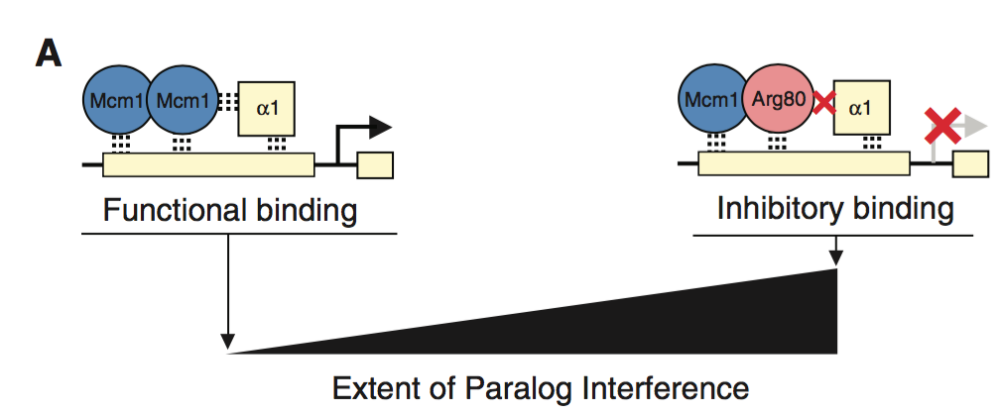 A
Mcm1 Mcm1 α1
Mcm1 Arg80 α1
Functional binding
Inhibitory binding
Extent of Paralog Interference